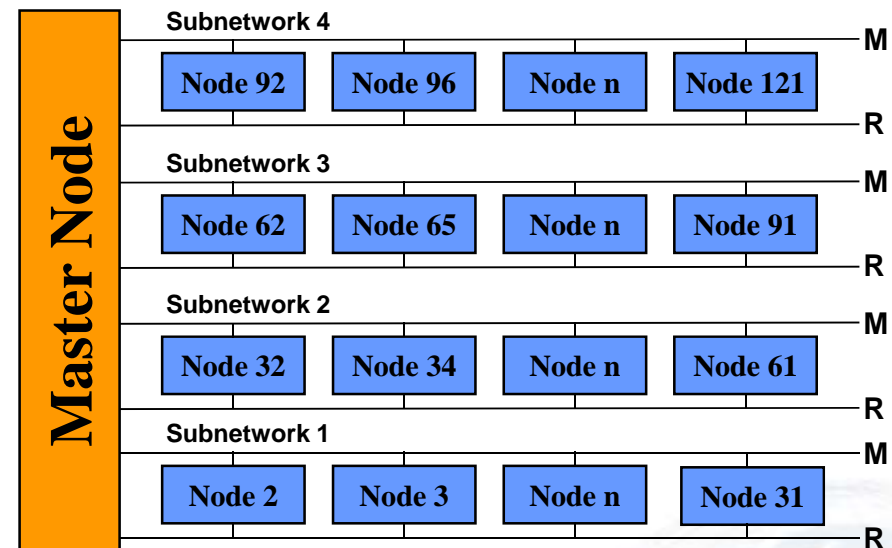 Master Node
Subnetwork 4
M
Node 92 Node 96 Node n Node 121
R
Subnetwork 3
M
Node 62 Node 65 Node n Node 91
R
Subnetwork 2
M
Node 32 Node 34 Node n Node 61
R
Subnetwork 1
M
Node 2 Node 3 Node n Node 31
R